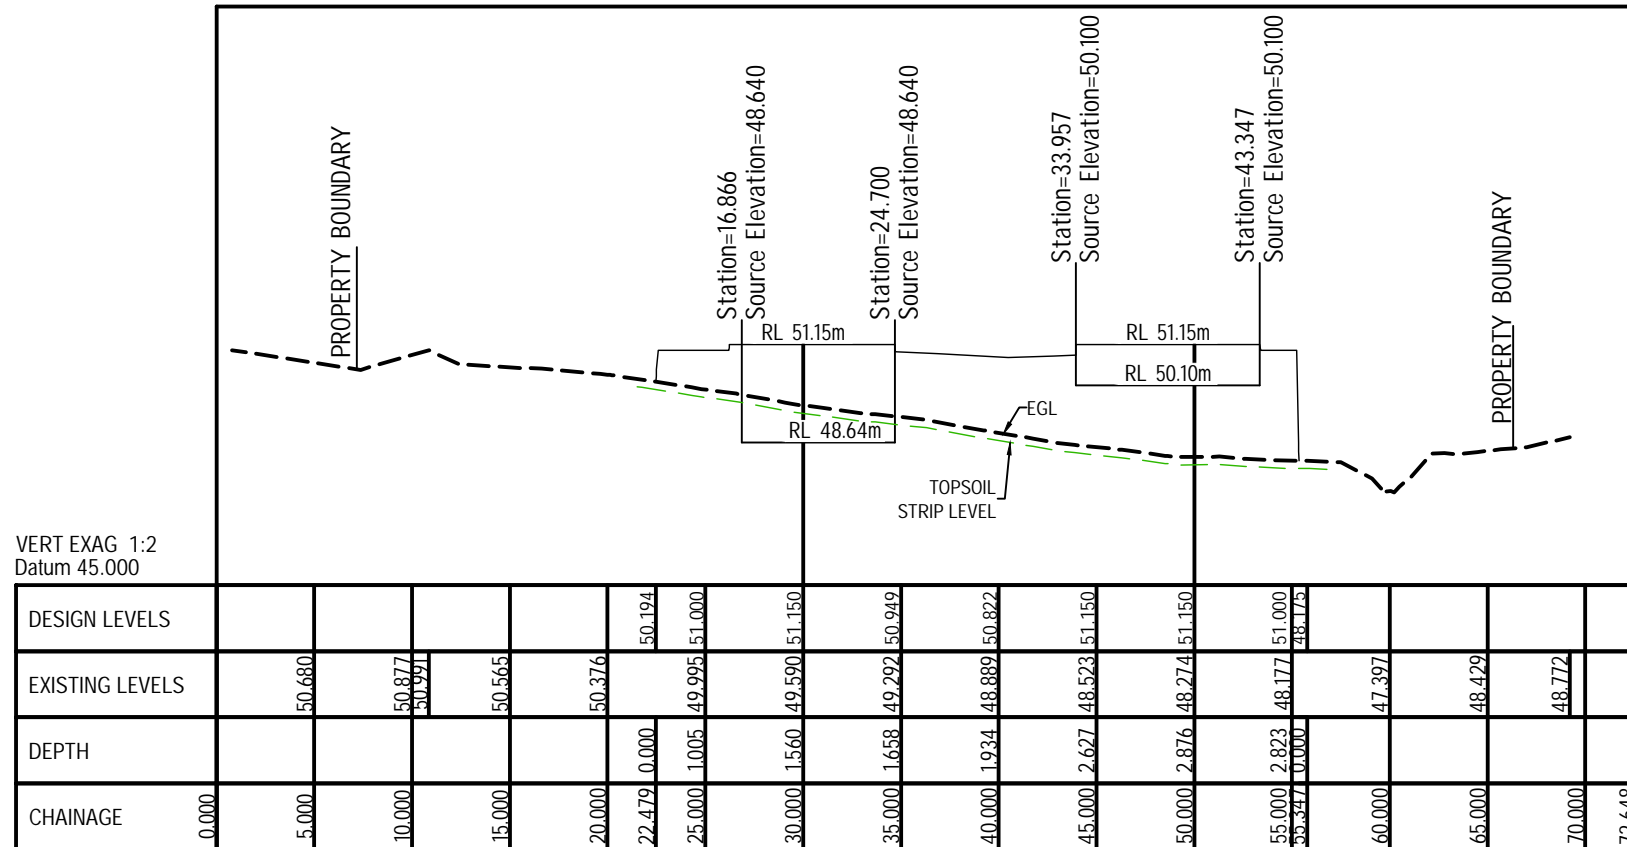 PROPERTY BOUNDARY
Station=16.866
Source Elevation=48.640
Station=24.700
Source Elevation=48.640
Station=33.957
Source Elevation=50.100
Station=43.347
Source Elevation=50.100
PROPERTY BOUNDARY
RL 51.15m
RL 48.64m
RL 51.15m
RL 50.10m
EGL
TOPSOIL
STRIP LEVEL
VERT EXAG 1:2
Datum 45.000
DESIGN LEVELS 50.194 51.000 51.150 50.949 50.822 51.150 51.150 51.000 48.175
EXISTING LEVELS 50.680 50.877 50.991 50.565 50.376 49.995 49.590 49.292 48.889 48.523 48.274 48.177 47.397 48.429 48.772
DEPTH 0.000 1.005 1.560 1.658 1.934 2.627 2.876 2.823 0.000
CHAINAGE 0.000 5.000 10.000 15.000 20.000 22.479 25.000 30.000 35.000 40.000 45.000 50.000 55.000 55.347 60.000 65.000 70.000